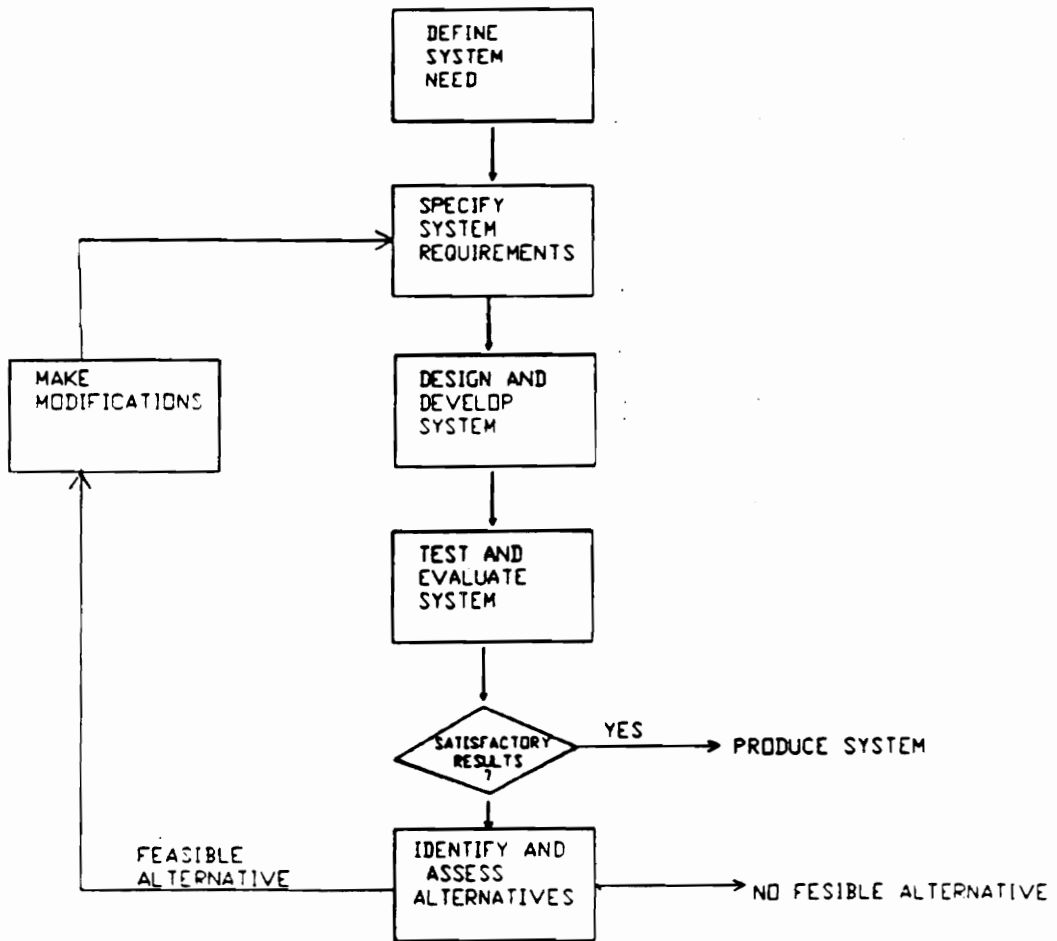 DEFINE
SYSTEM
NEED
SPECIFY
SYSTEM
REQUIREMENTS
MAKE
MODIFICATIONS
DESIGN AND
DEVELOP
SYSTEM
TEST AND
EVALUATE
SYSTEM
SATISFACTORY
RESULTS
?
YES
PRODUCE SYSTEM
FEASIBLE
ALTERNATIVE
IDENTIFY AND
ASSESS
ALTERNATIVES
NO FESIBLE ALTERNATIVE